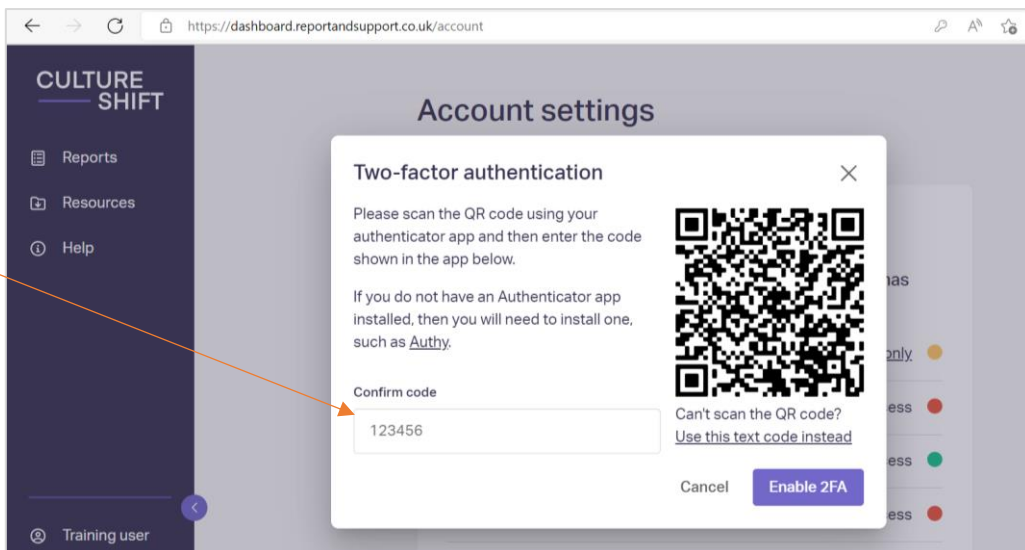 https://dashboard.reportandsupport.co.uk/account
CULTURE
SHIFT
Reports
Resources
Help
Training user
Account settings
Two-factor authentication
Please scan the QR code using your
authenticator app and then enter the code
shown in the app below.
If you do not have an Authenticator app
installed, then you will need to install one,
such as Authy.
Confirm code
123456
Can't scan the QR code?
Use this text code instead
Cancel
Enable 2FA
only